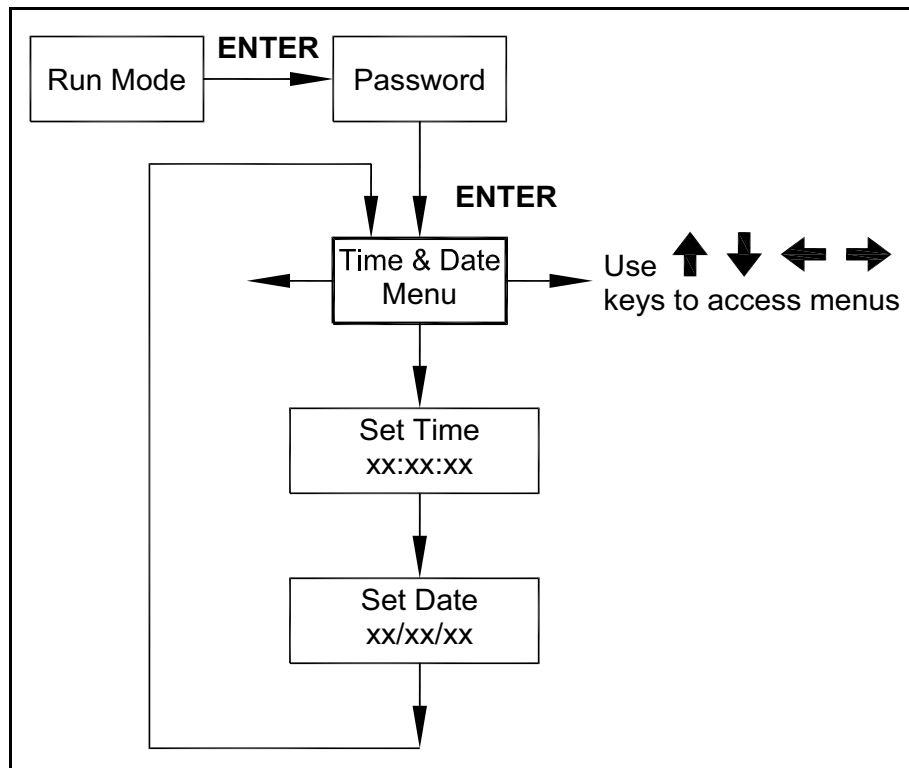 ENTER
Run Mode
Password
ENTER
Time & Date
Menu
Use
keys to access menus
Set Time
xx:xx:xx
Set Date
xx/xx/xx